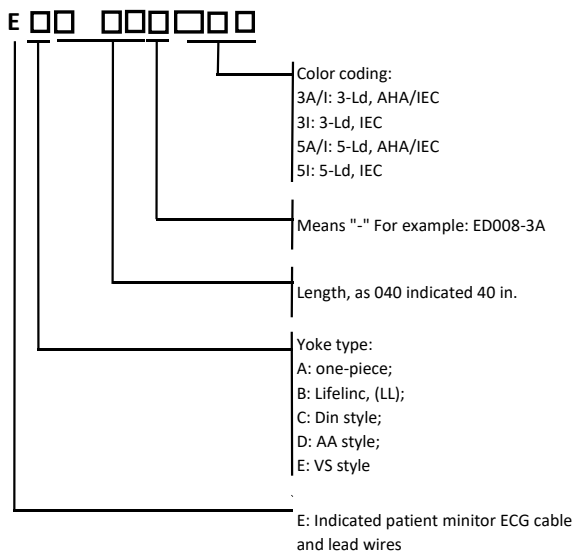 E
Color coding:
3A/I: 3-Ld, AHA/IEC
3I: 3-Ld, IEC
5A/I: 5-Ld, AHA/IEC
5I: 5-Ld, IEC
Means "-" For example: ED008-3A
Length, as 040 indicated 40 in.
Yoke type:
A: one-piece;
B: Lifelinc, (LL);
C: Din style;
D: AA style;
E: VS style
E: Indicated patient minitor ECG cable
and lead wires